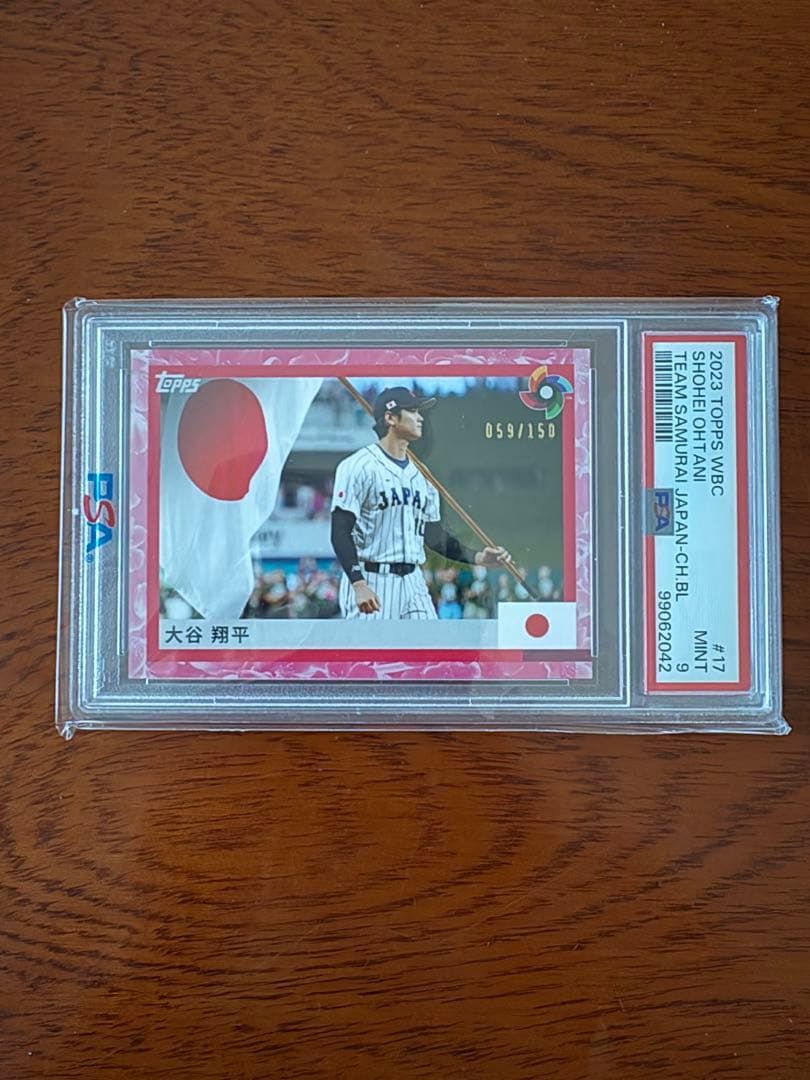 topps
059/150
JAPAN
大谷 翔平
PSA
2023 TOPPS WBC #17
SHOHEI OHTANI MINT
TEAM SAMURAI JAPAN-CH.BL 9
PSA 99062042